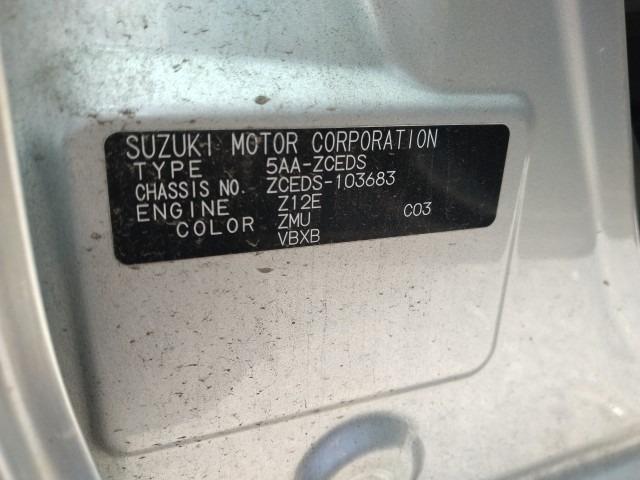 SUZUKI MOTOR CORPORATION
TYPE 5AA-ZCEDS
CHASSIS NO. ZCEDS-103683
ENGINE Z12E
COLOR ZMU C03
VBXB